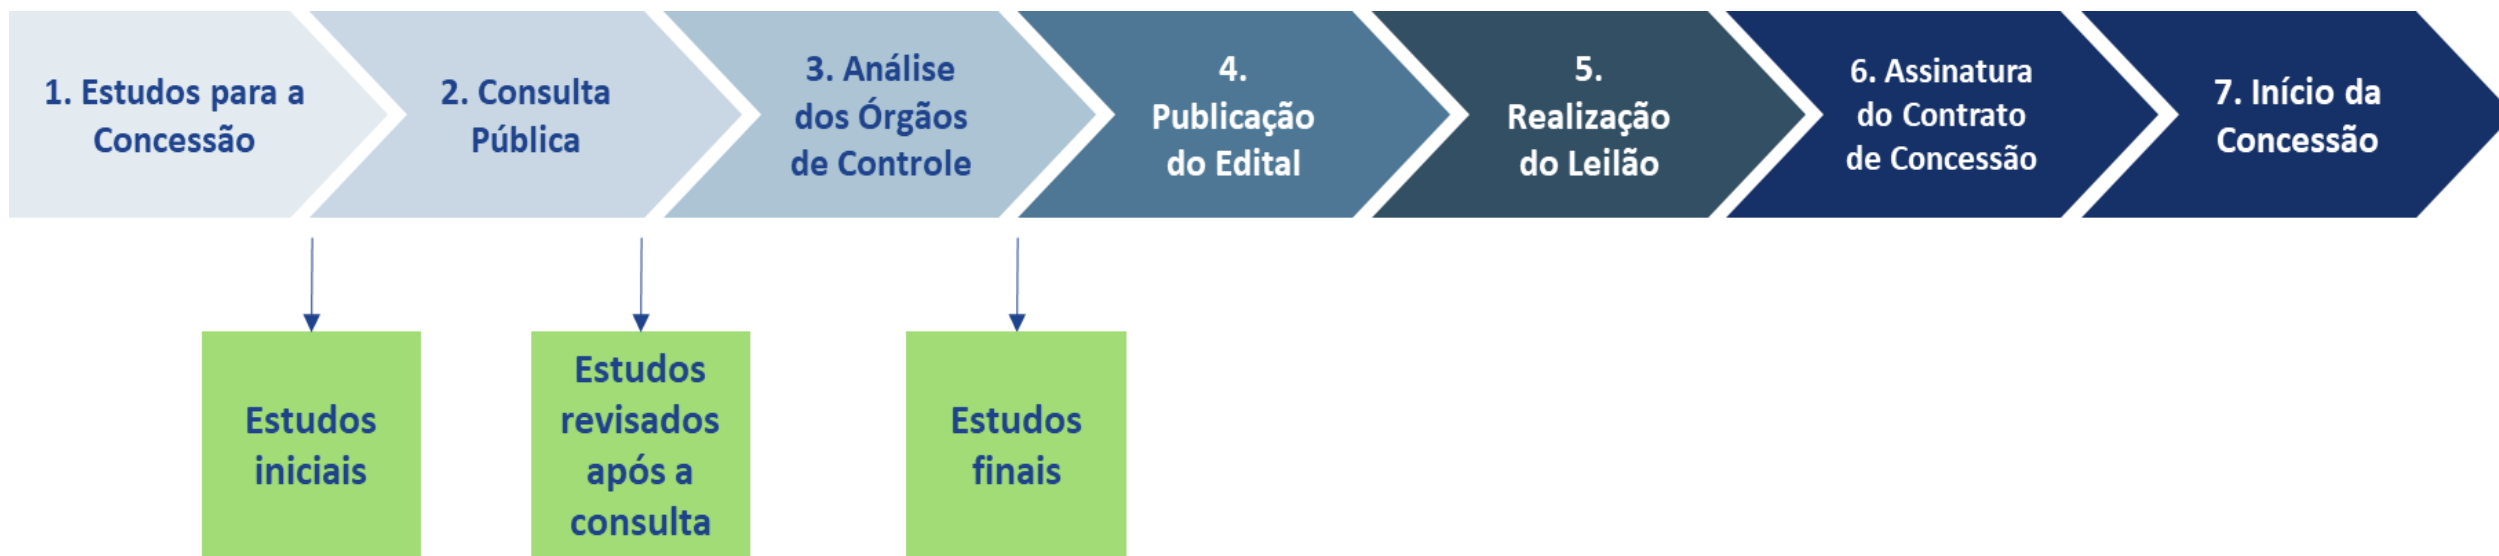 1. Estudos para a
Concessão
2. Consulta
Pública
3. Análise
dos Órgãos
de Controle
4.
Publicação
do Edital
5.
Realização
do Leilão
6. Assinatura
do Contrato
de Concessão
7. Início da
Concessão
Estudos
iniciais
Estudos
revisados
após a
consulta
Estudos
finais